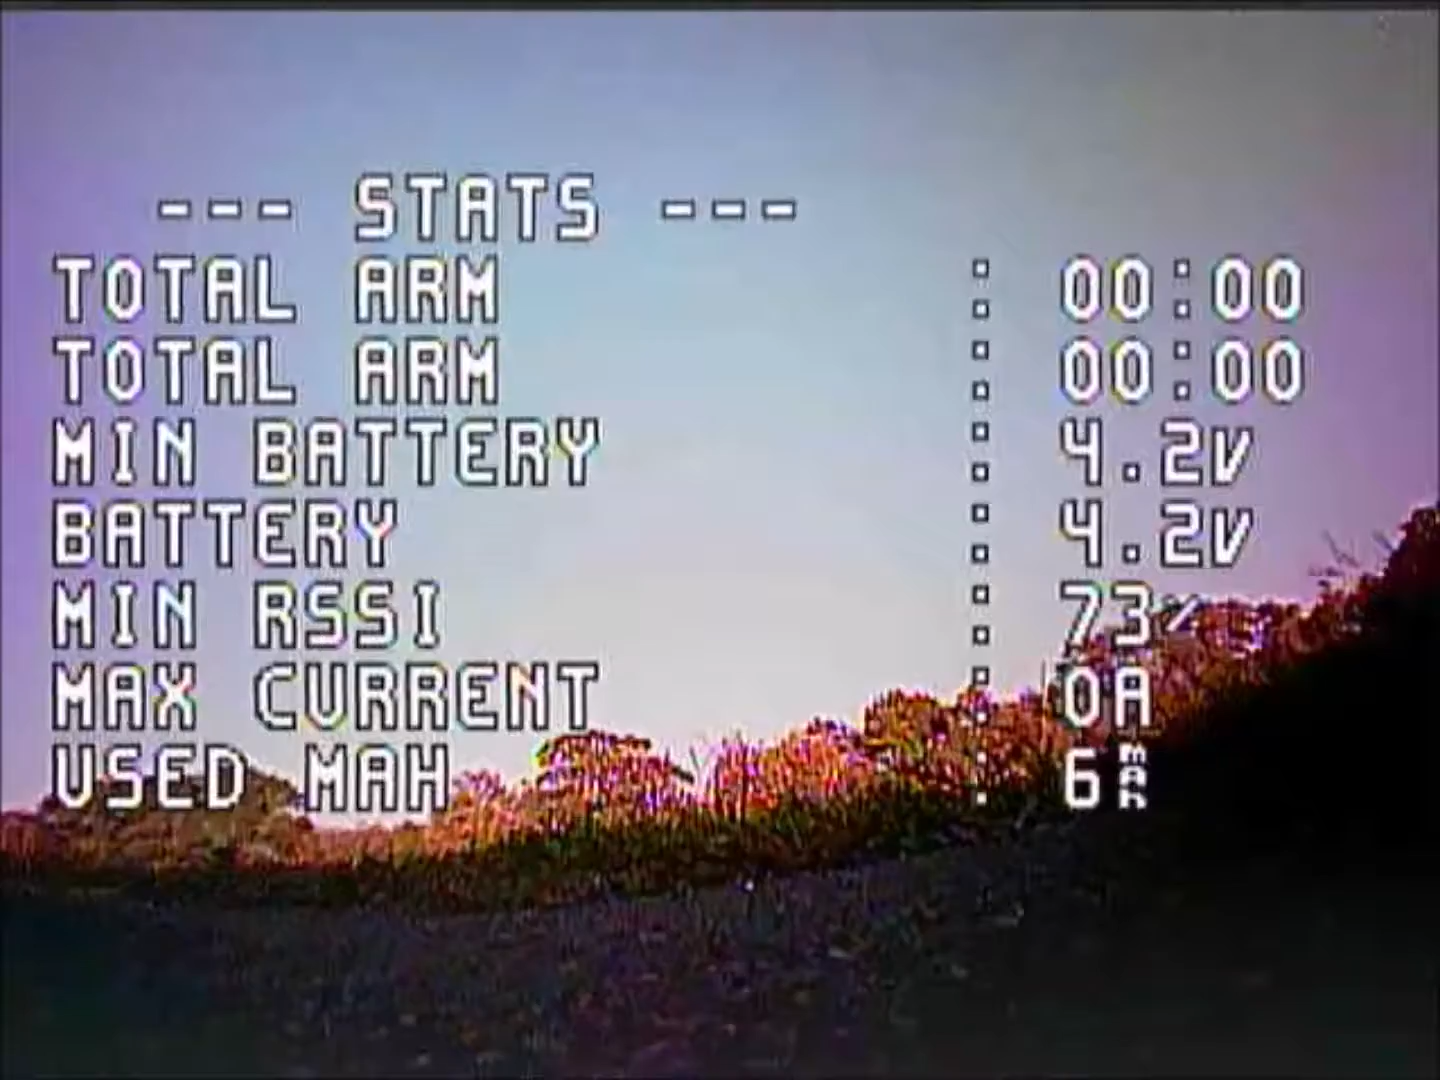 --- STATS ---
TOTAL ARM : 00:00
TOTAL ARM : 00:00
MIN BATTERY : 4.2V
BATTERY : 4.2V
MIN RSSI : 73%
MAX CURRENT : 0A
USED MAH : 6mAh